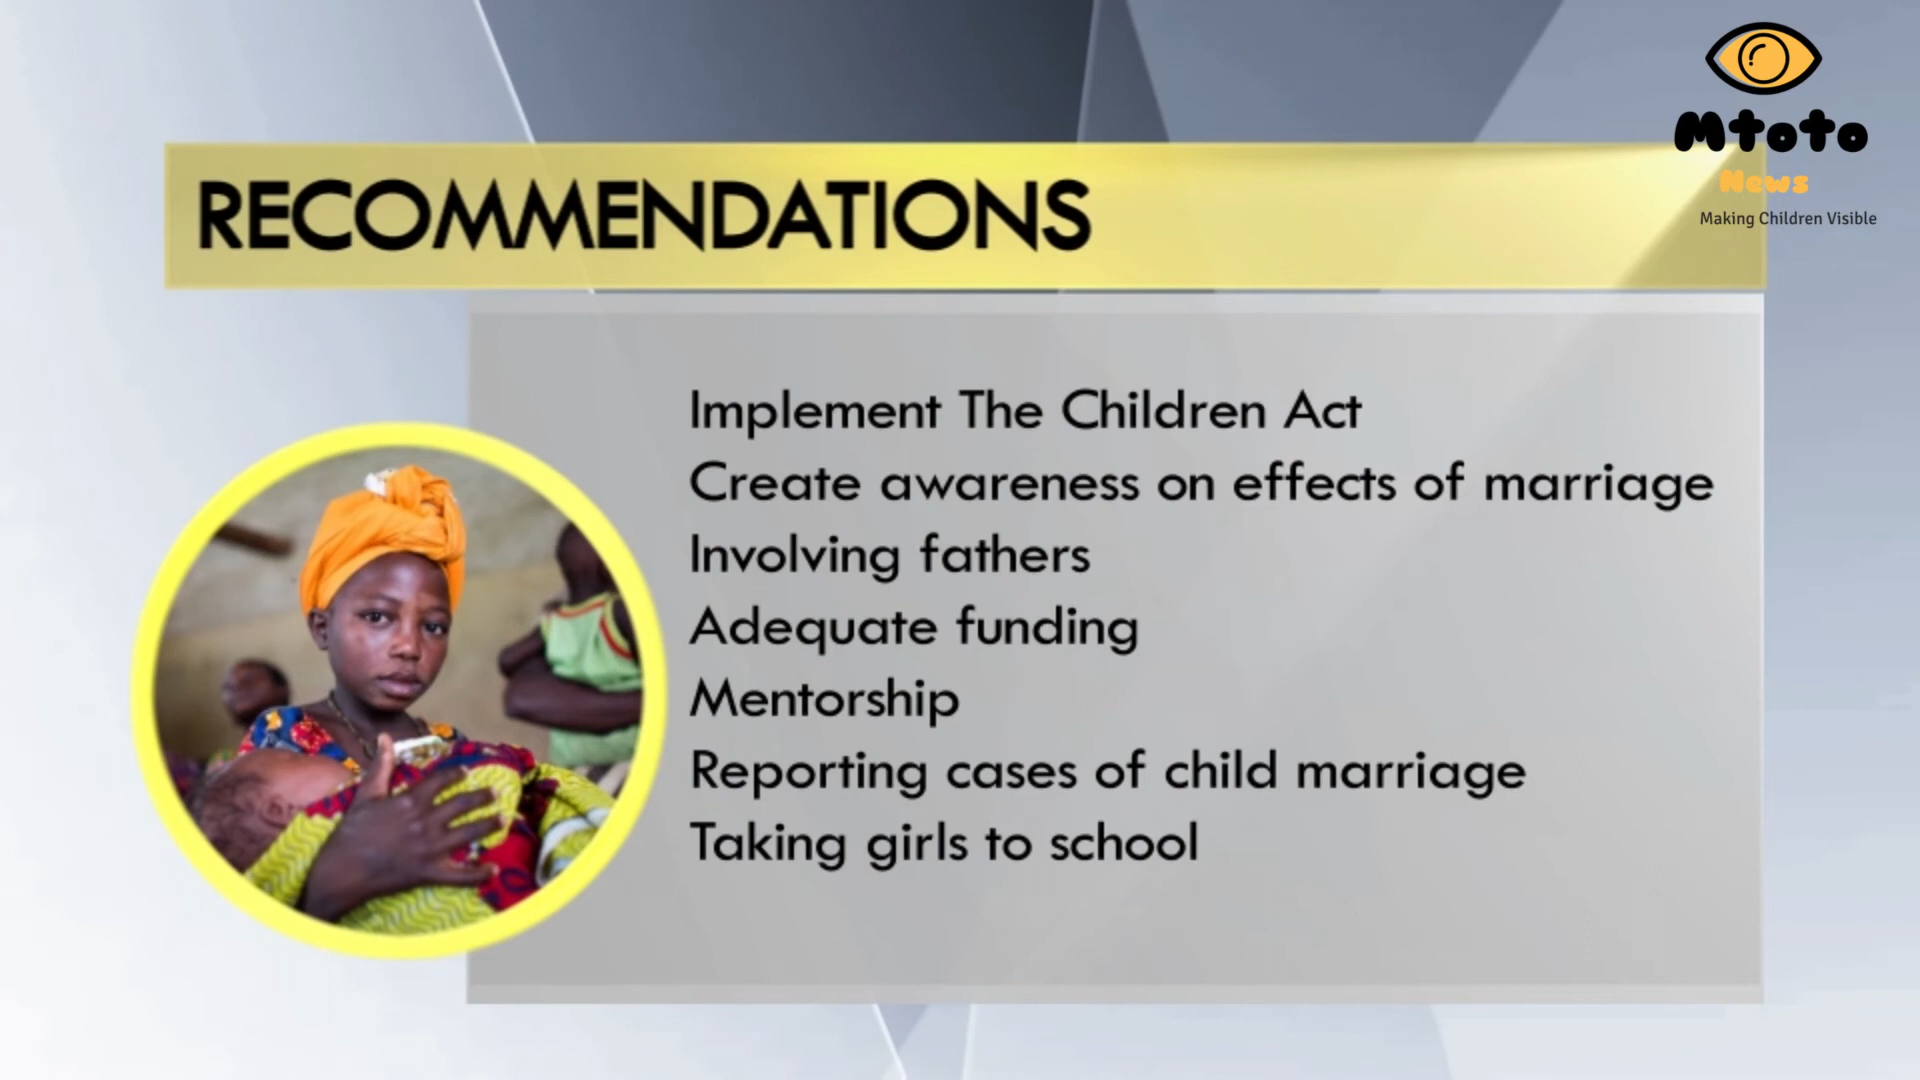 Mtoto
News
Making Children Visible
RECOMMENDATIONS
Implement The Children Act
Create awareness on effects of marriage
Involving fathers
Adequate funding
Mentorship
Reporting cases of child marriage
Taking girls to school